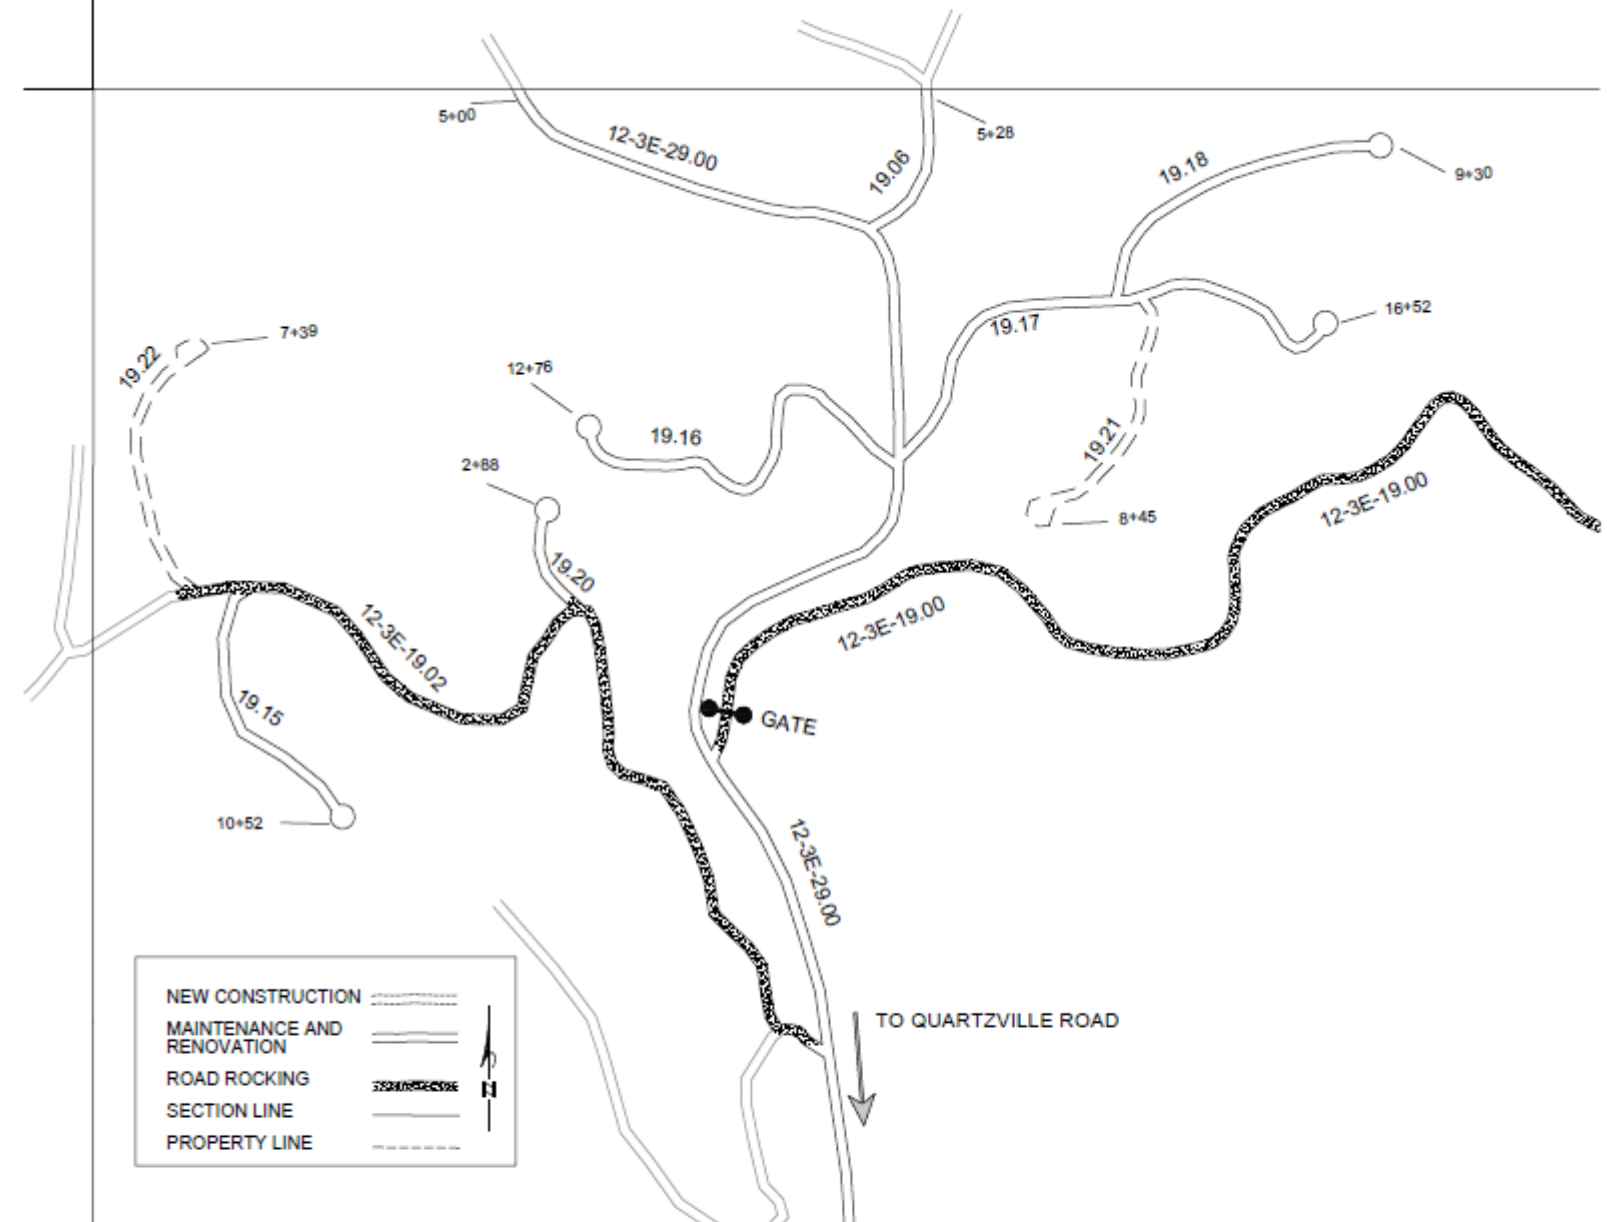 5+00
12-3E-29.00
19.06
5+28
19.18
9+30
7+39
19.22
12+76
19.16
19.17
16+52
2+88
19.21
8+45
12-3E-19.00
19.20
12-3E-19.02
12-3E-19.00
19.15
GATE
10+52
12-3E-29.00
TO QUARTZVILLE ROAD
NEW CONSTRUCTION
MAINTENANCE AND
RENOVATION
ROAD ROCKING
SECTION LINE
PROPERTY LINE
N